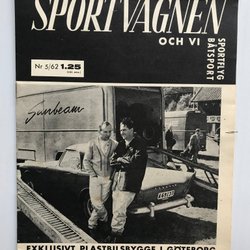 SPORTVAGNEN
OCH VI
SPORTFLYG
BÅTSPORT
Nr 5/62 1.25
Sunbeam
EXKLUSIVT PLASTBILSBYGGE I GÖTEBORG